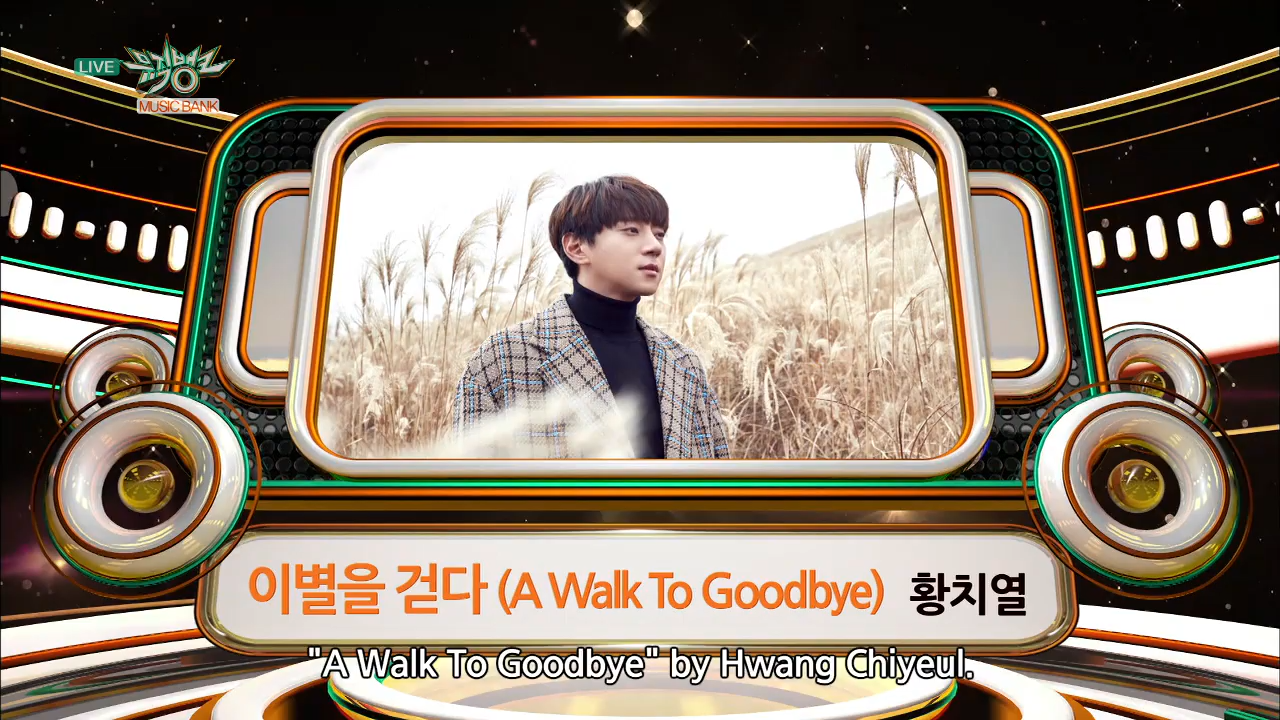 LIVE
뮤직뱅크
MUSIC BANK
이별을 걷다 (A Walk To Goodbye) 황치열
"A Walk To Goodbye" by Hwang Chiyeul.